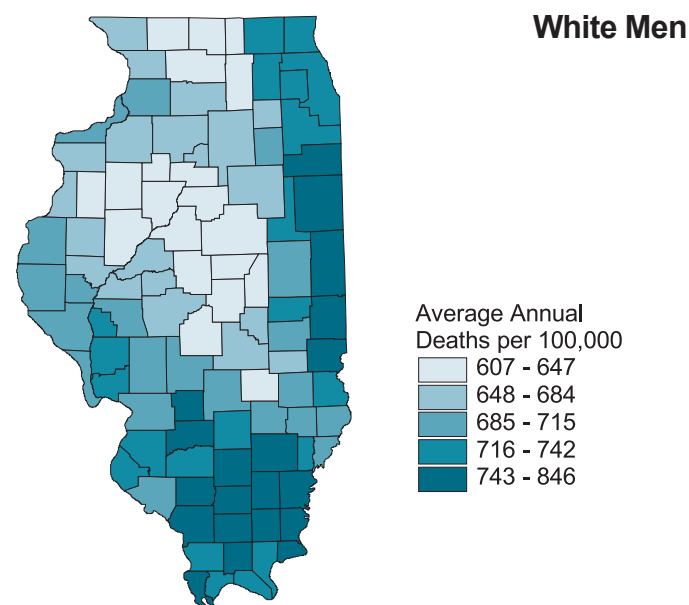 White Men
Average Annual
Deaths per 100,000
607 - 647
648 - 684
685 - 715
716 - 742
743 - 846